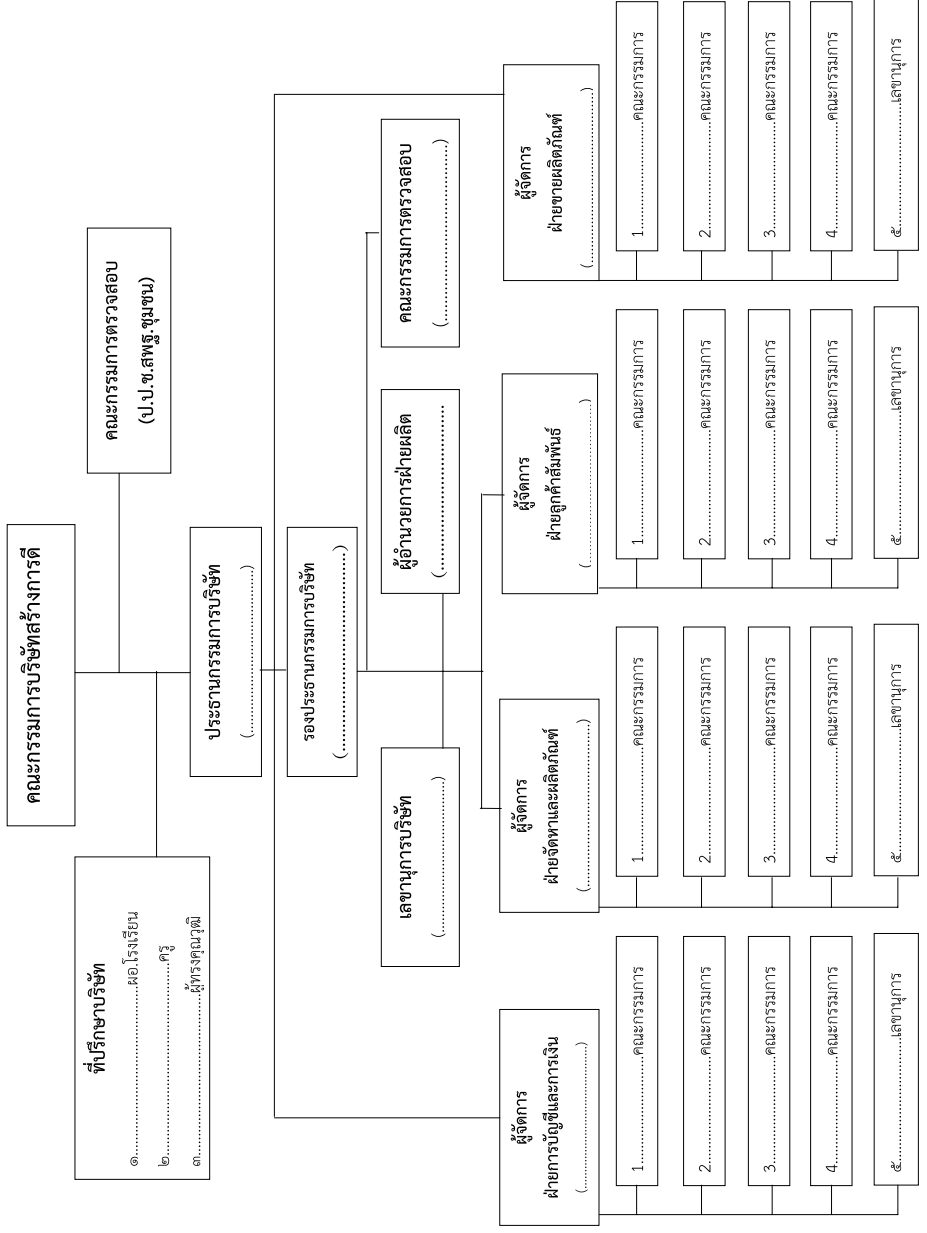 คณะกรรมการบริษัทสร้างการดี
ที่ปรึกษาบริษัท
๑................................ผอ.โรงเรียน
๒................................ครู
๓................................ผู้ทรงคุณวุฒิ
คณะกรรมการตรวจสอบ
(ป.ป.ช.สพฐ.ชุมชน)
ประธานกรรมการบริษัท
(................................)
รองประธานกรรมการบริษัท
(................................)
เลขานุการบริษัท
(................................)
ผู้อำนวยการฝ่ายผลิต
(................................
คณะกรรมการตรวจสอบ
(................................)
ผู้จัดการ
ฝ่ายการบัญชีและการเงิน
(................................)
1................................คณะกรรมการ
2................................คณะกรรมการ
3................................คณะกรรมการ
4................................คณะกรรมการ
๕................................เลขานุการ
ผู้จัดการ
ฝ่ายจัดหาและผลิตภัณฑ์
(................................)
1................................คณะกรรมการ
2................................คณะกรรมการ
3................................คณะกรรมการ
4................................คณะกรรมการ
๕................................เลขานุการ
ผู้จัดการ
ฝ่ายลูกค้าสัมพันธ์
(................................)
1................................คณะกรรมการ
2................................คณะกรรมการ
3................................คณะกรรมการ
4................................คณะกรรมการ
๕................................เลขานุการ
ผู้จัดการ
ฝ่ายขายผลิตภัณฑ์
(................................)
1................................คณะกรรมการ
2................................คณะกรรมการ
3................................คณะกรรมการ
4................................คณะกรรมการ
๕................................เลขานุการ